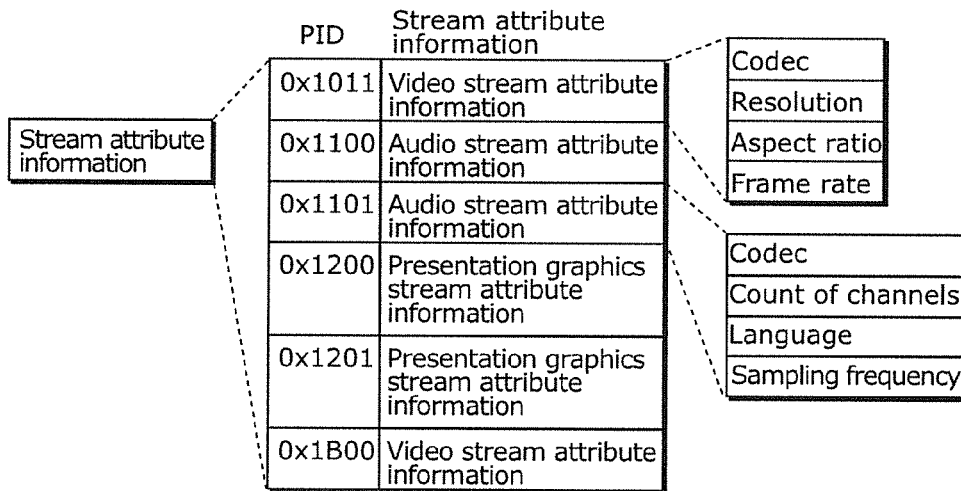 Stream attribute
information
PID
Stream attribute
information
0x1011
Video stream attribute
information
0x1100
Audio stream attribute
information
0x1101
Audio stream attribute
information
0x1200
Presentation graphics
stream attribute
information
0x1201
Presentation graphics
stream attribute
information
0x1B00
Video stream attribute
information
Codec
Resolution
Aspect ratio
Frame rate
Codec
Count of channels
Language
Sampling frequency